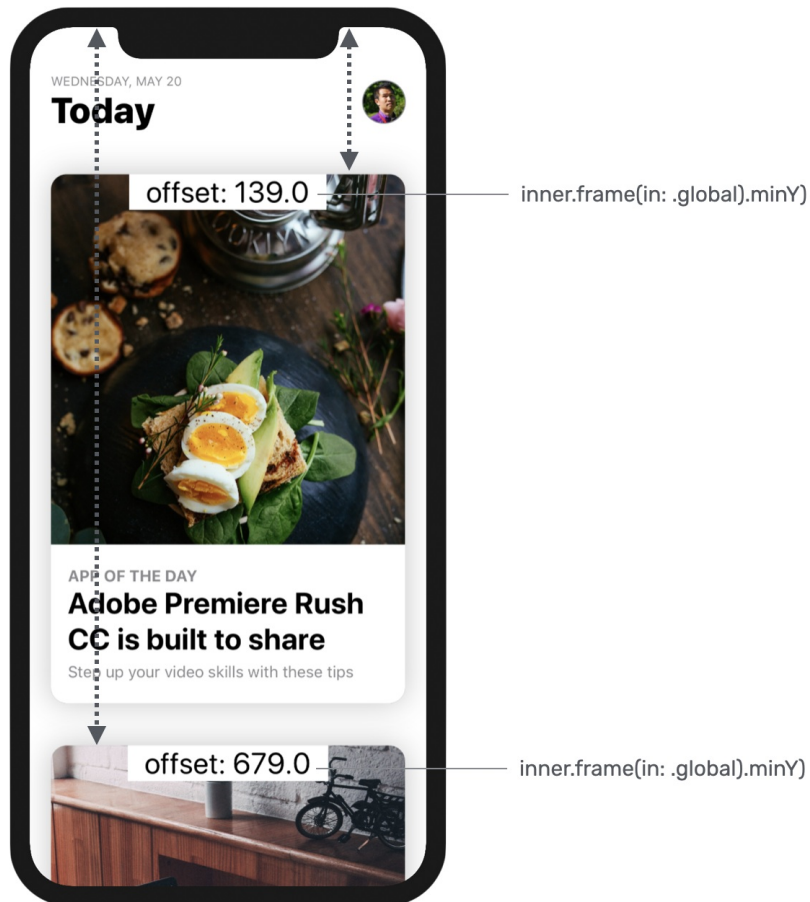 WEDNESDAY, MAY 20
Today
offset: 139.0
inner.frame(in: .global).minY)
APP OF THE DAY
Adobe Premiere Rush
CC is built to share
Step up your video skills with these tips
offset: 679.0
inner.frame(in: .global).minY)